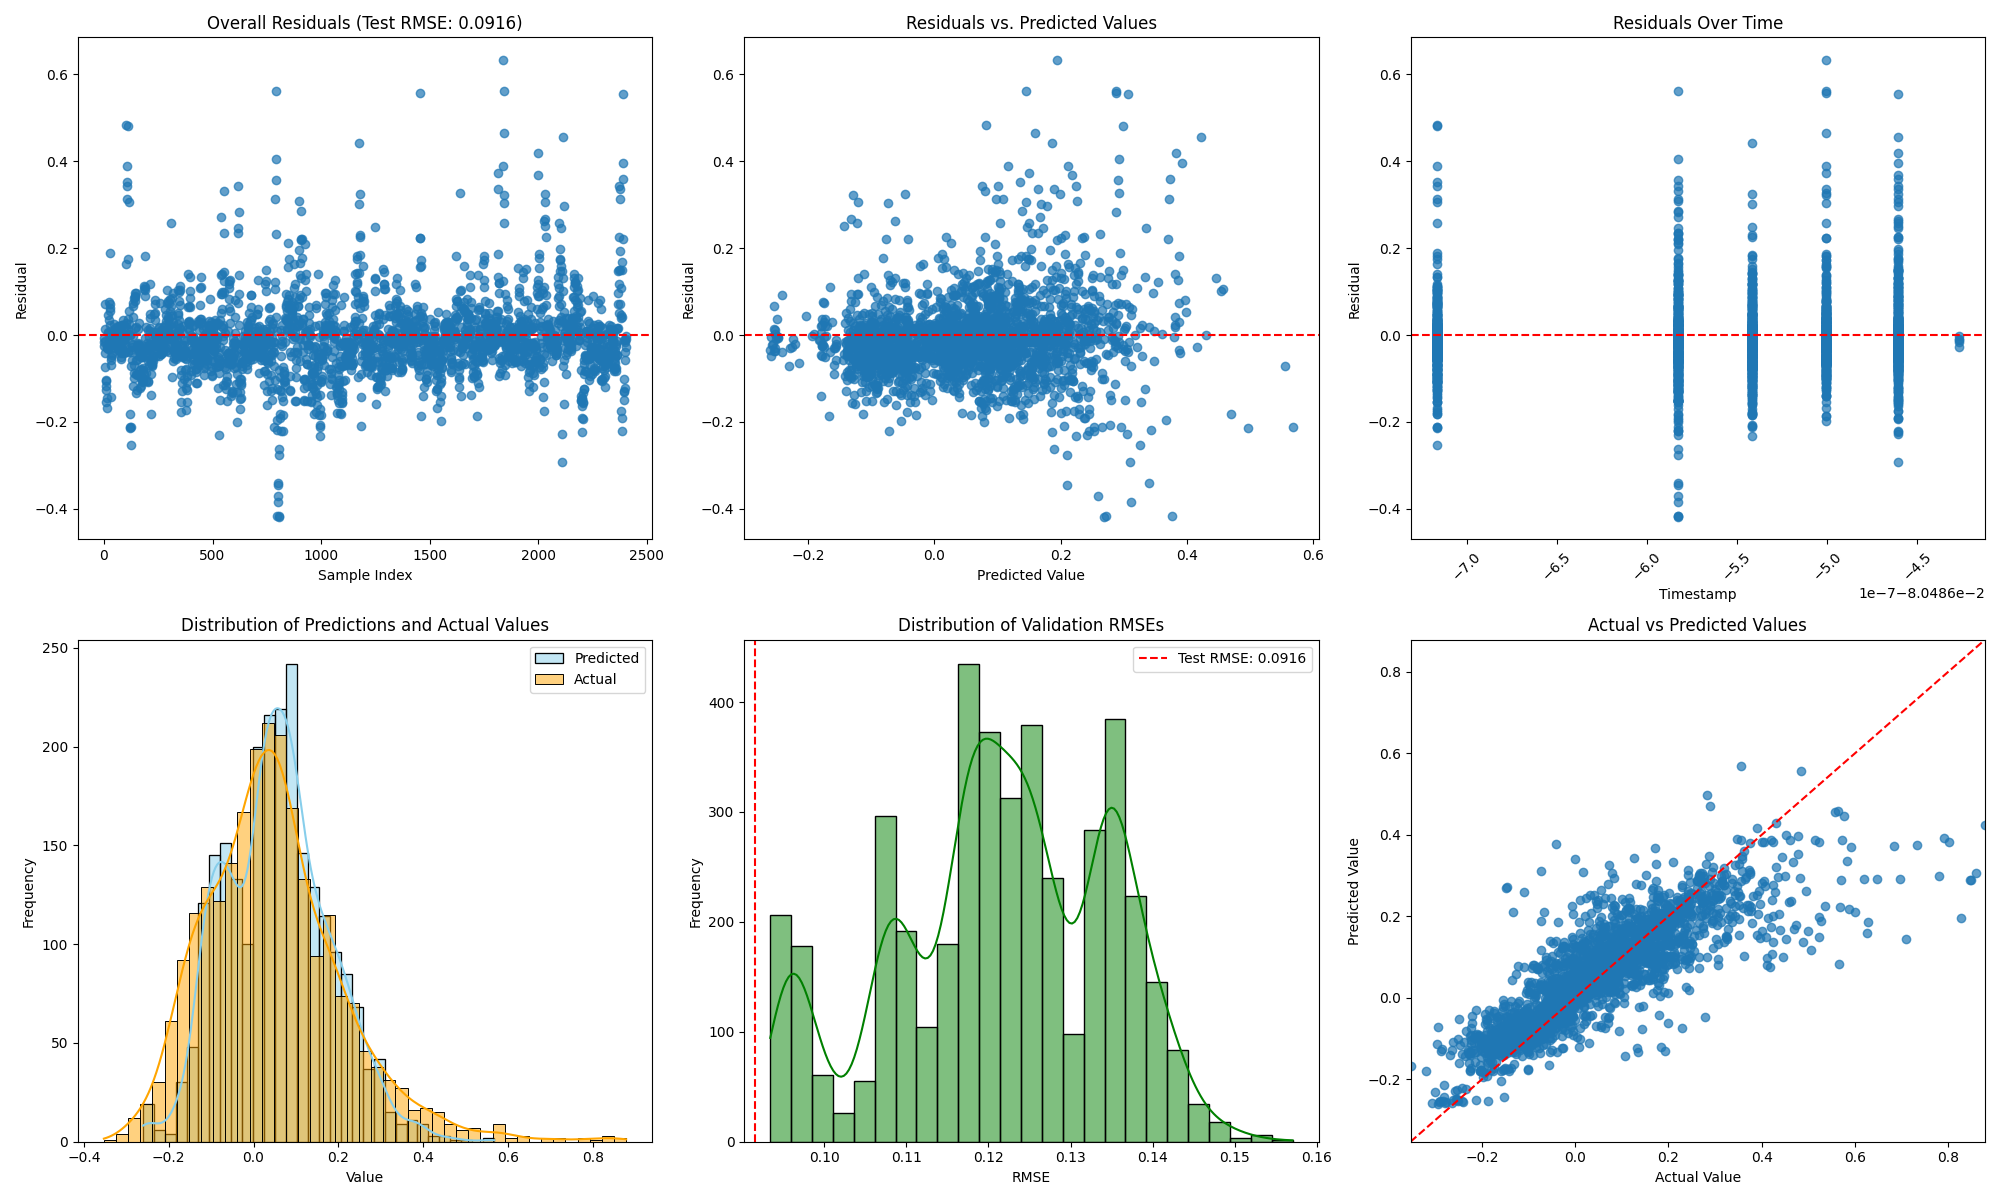 Overall Residuals (Test RMSE: 0.0916)
Residual
0.6
0.4
0.2
0.0
−0.2
−0.4
0 500 1000 1500 2000 2500
Sample Index
Residuals vs. Predicted Values
Residual
0.6
0.4
0.2
0.0
−0.2
−0.4
−0.2 0.0 0.2 0.4 0.6
Predicted Value
Residuals Over Time
Residual
0.6
0.4
0.2
0.0
−0.2
−0.4
−7.0 −6.5 −6.0 −5.5 −5.0 −4.5
Timestamp
1e−7−8.0486e−2
Distribution of Predictions and Actual Values
Predicted
Actual
Frequency
250
200
150
100
50
0
−0.4 −0.2 0.0 0.2 0.4 0.6 0.8
Value
Distribution of Validation RMSEs
Test RMSE: 0.0916
Frequency
400
300
200
100
0
0.10 0.11 0.12 0.13 0.14 0.15 0.16
RMSE
Actual vs Predicted Values
Predicted Value
0.8
0.6
0.4
0.2
0.0
−0.2
−0.2 0.0 0.2 0.4 0.6 0.8
Actual Value